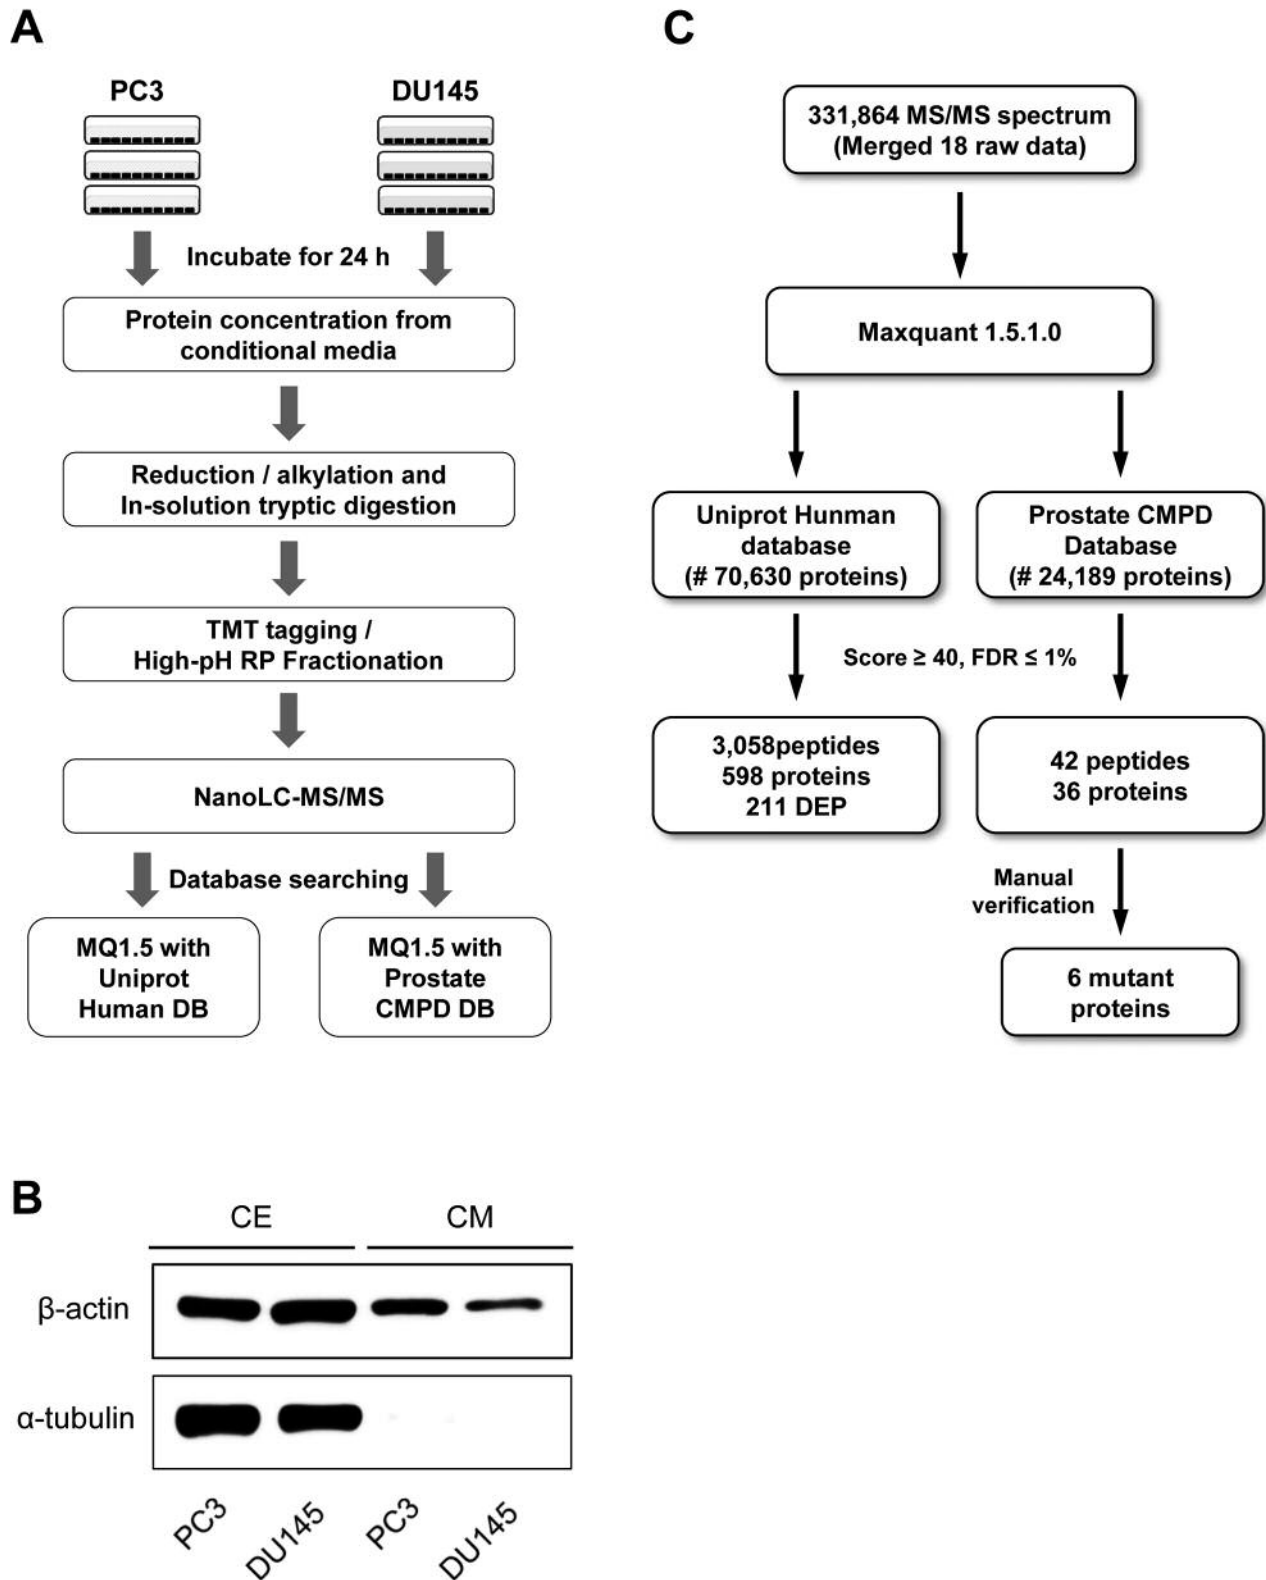 A
PC3
DU145
Incubate for 24 h
Protein concentration from
conditional media
Reduction / alkylation and
In-solution tryptic digestion
TMT tagging /
High-pH RP Fractionation
NanoLC-MS/MS
Database searching
MQ1.5 with
Uniprot
Human DB
MQ1.5 with
Prostate
CMPD DB
B
CE
CM
β-actin
α-tubulin
PC3
DU145
PC3
DU145
C
331,864 MS/MS spectrum
(Merged 18 raw data)
Maxquant 1.5.1.0
Uniprot Hunman
database
(# 70,630 proteins)
Prostate CMPD
Database
(# 24,189 proteins)
Score ≥ 40, FDR ≤ 1%
3,058peptides
598 proteins
211 DEP
42 peptides
36 proteins
Manual
verification
6 mutant
proteins